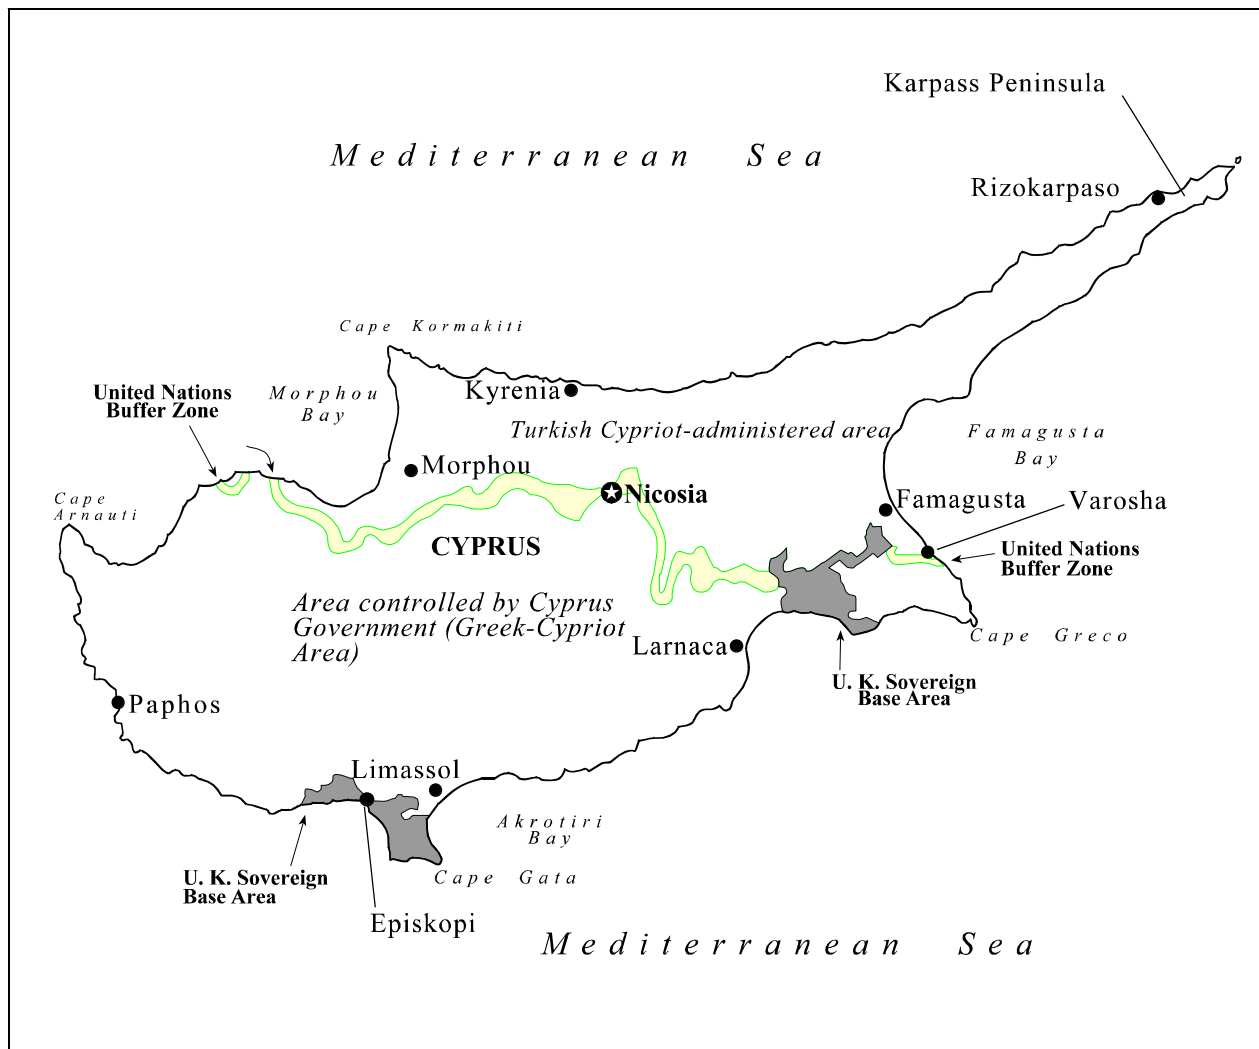 Karpass Peninsula
Mediterranean Sea
Rizokarpaso
Cape Kormakiti
United Nations
Buffer Zone
Morphou
Bay
Kyrenia
Turkish Cypriot-administered area
Famagusta
Bay
Morphou
Nicosia
Cape
Arnauti
Famagusta
Varosha
CYPRUS
United Nations
Buffer Zone
Area controlled by Cyprus
Government (Greek-Cypriot
Area)
Larnaca
Cape Greco
U. K. Sovereign
Base Area
Paphos
Limassol
Akrotiri
Bay
U. K. Sovereign
Base Area
Cape Gata
Episkopi
Mediterranean Sea